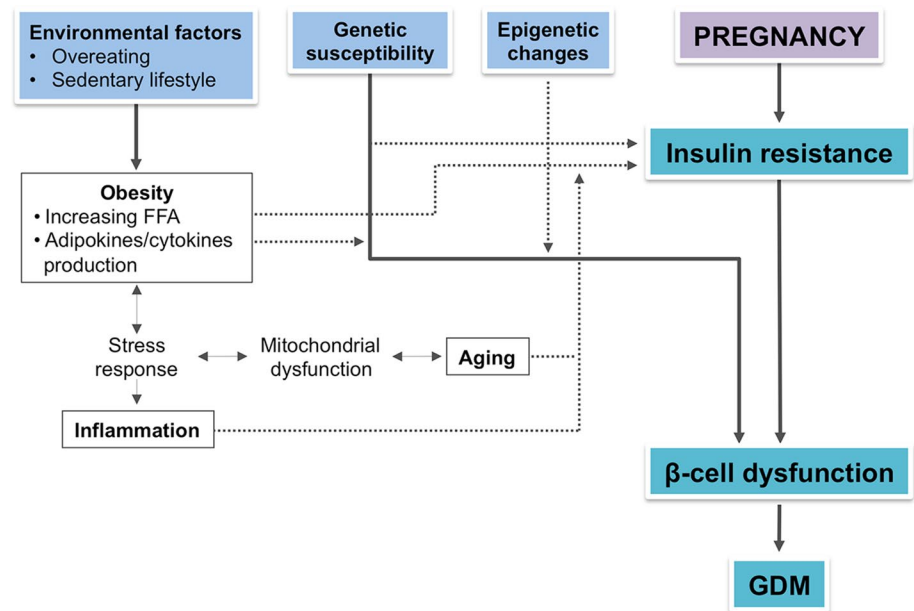 Environmental factors
• Overeating
• Sedentary lifestyle
Genetic
susceptibility
Epigenetic
changes
PREGNANCY
Insulin resistance
Obesity
• Increasing FFA
• Adipokines/cytokines
production
Stress
response
Mitochondrial
dysfunction
Aging
Inflammation
β-cell dysfunction
GDM